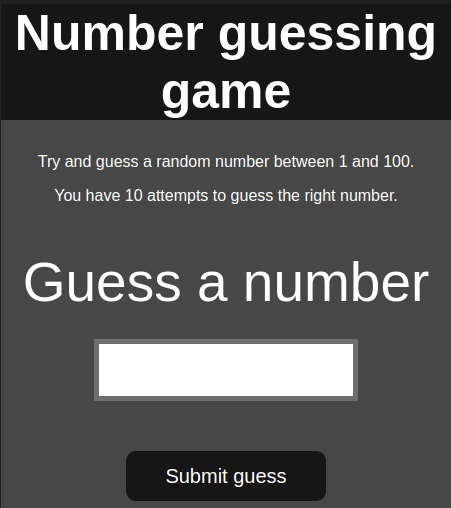 Number guessing
game
Try and guess a random number between 1 and 100.
You have 10 attempts to guess the right number.
Guess a number
Submit guess